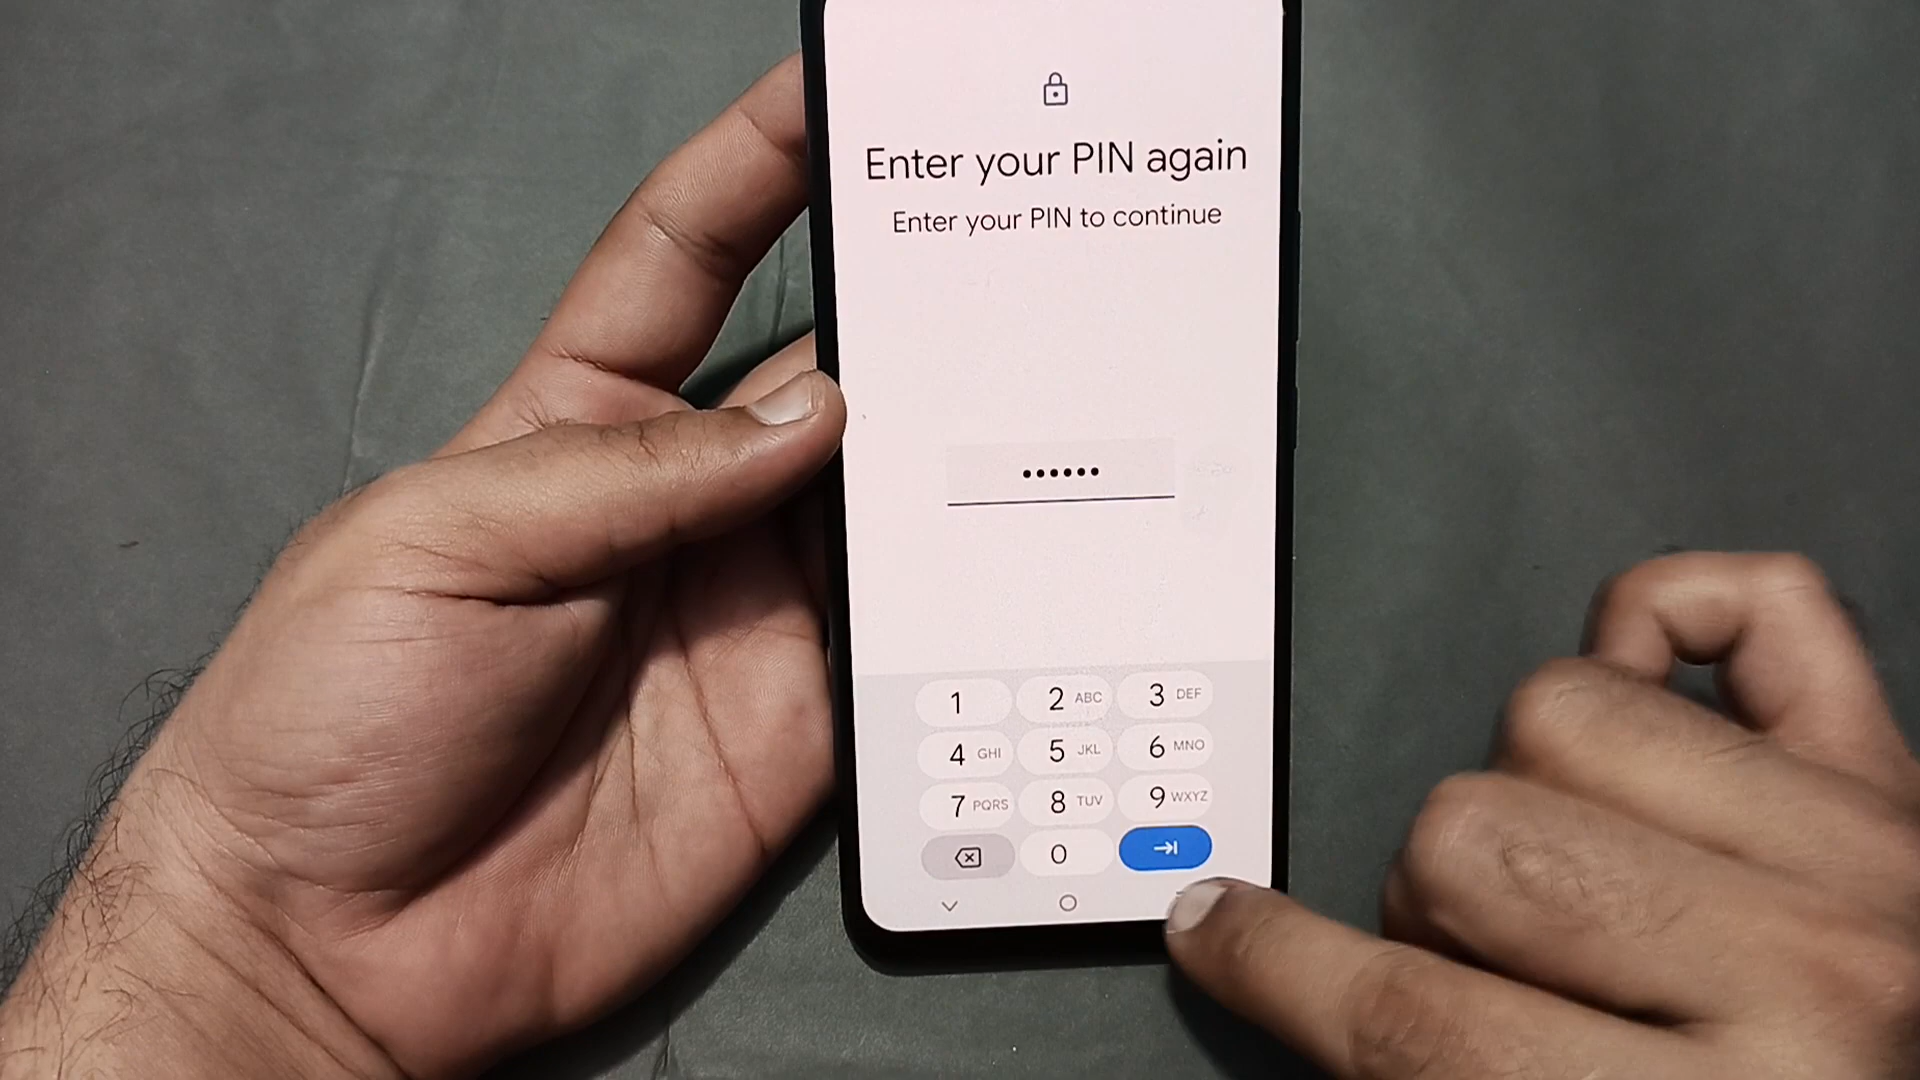 Enter your PIN again
Enter your PIN to continue
••••••
1 2 ABC 3 DEF
4 GHI 5 JKL 6 MNO
7 PQRS 8 TUV 9 WXYZ
0